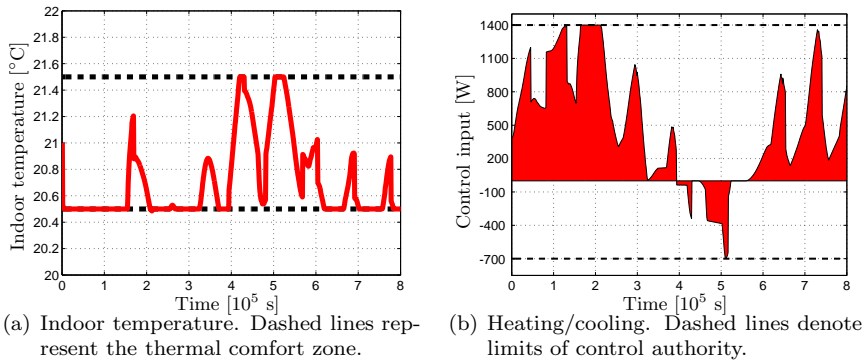 22
21.8
21.6
21.4
21.2
21
20.8
20.6
20.4
20.2
20
Indoor temperature [°C]
0 1 2 3 4 5 6 7 8
Time [10⁵ s]
(a) Indoor temperature. Dashed lines rep-
resent the thermal comfort zone.
1400
1100
800
500
200
-100
-400
-700
Control input [W]
0 1 2 3 4 5 6 7 8
Time [10⁵ s]
(b) Heating/cooling. Dashed lines denote
limits of control authority.